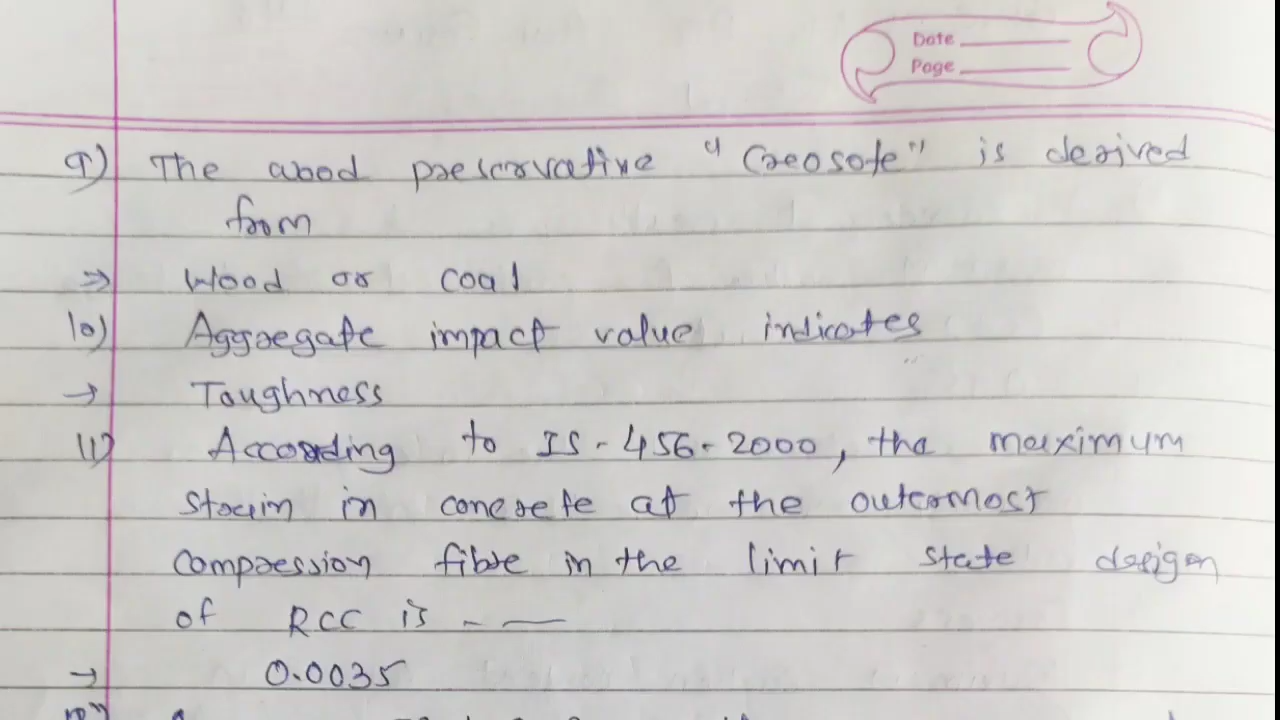 Date
Page
9) The wood preservative "Creosote" is derived
from
⇒ Wood or coal
10) Aggregate impact value indicates
→ Toughness
11) According to IS-456-2000, the maximum
strain in concrete at the outermost
compression fibre in the limit state design
of RCC is - —
→ 0.0035